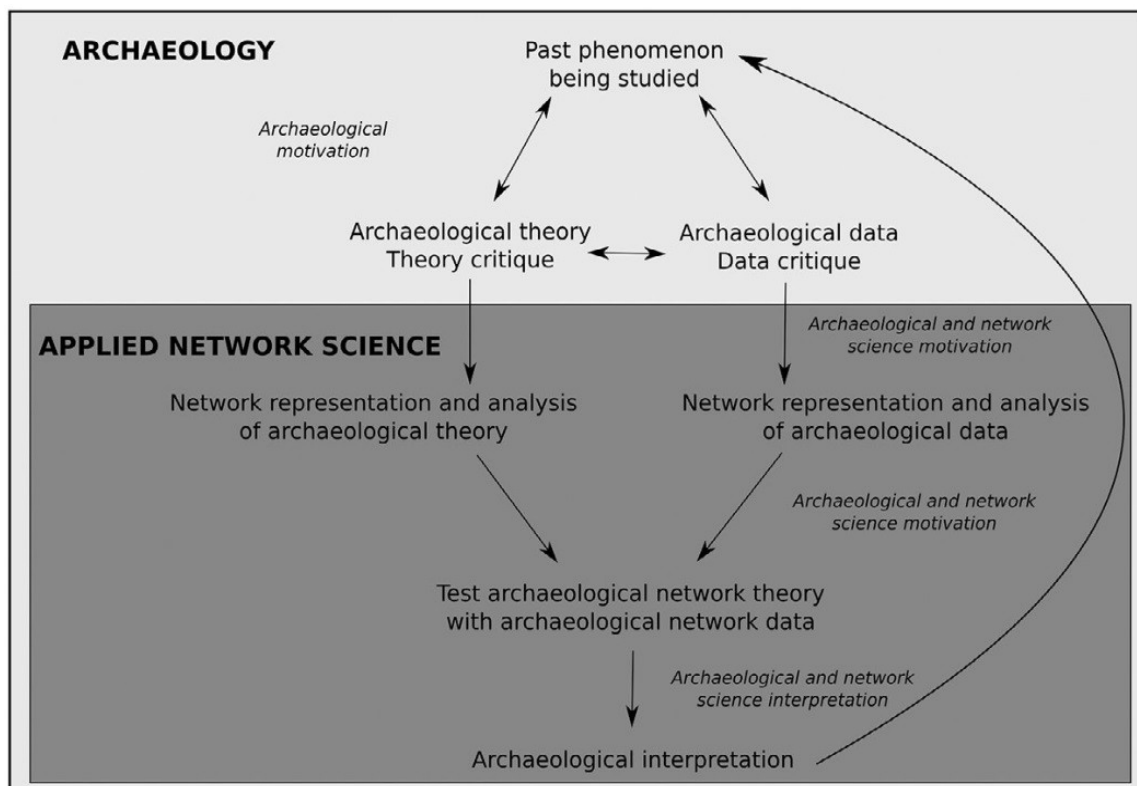 ARCHAEOLOGY
Past phenomenon
being studied
Archaeological
motivation
Archaeological theory
Theory critique
Archaeological data
Data critique
APPLIED NETWORK SCIENCE
Archaeological and network
science motivation
Network representation and analysis
of archaeological theory
Network representation and analysis
of archaeological data
Archaeological and network
science motivation
Test archaeological network theory
with archaeological network data
Archaeological and network
science interpretation
Archaeological interpretation